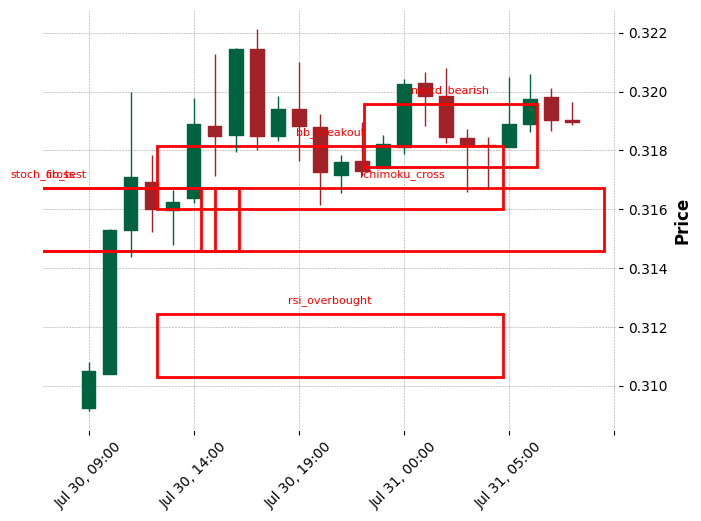 0.322
macd_bearish
0.320
bb_breakout
0.318
stoch_cross
ichimoku_cross
0.316
Price
0.314
rsi_overbought
0.312
0.310
Jul 30, 09:00
Jul 30, 14:00
Jul 30, 19:00
Jul 31, 00:00
Jul 31, 05:00